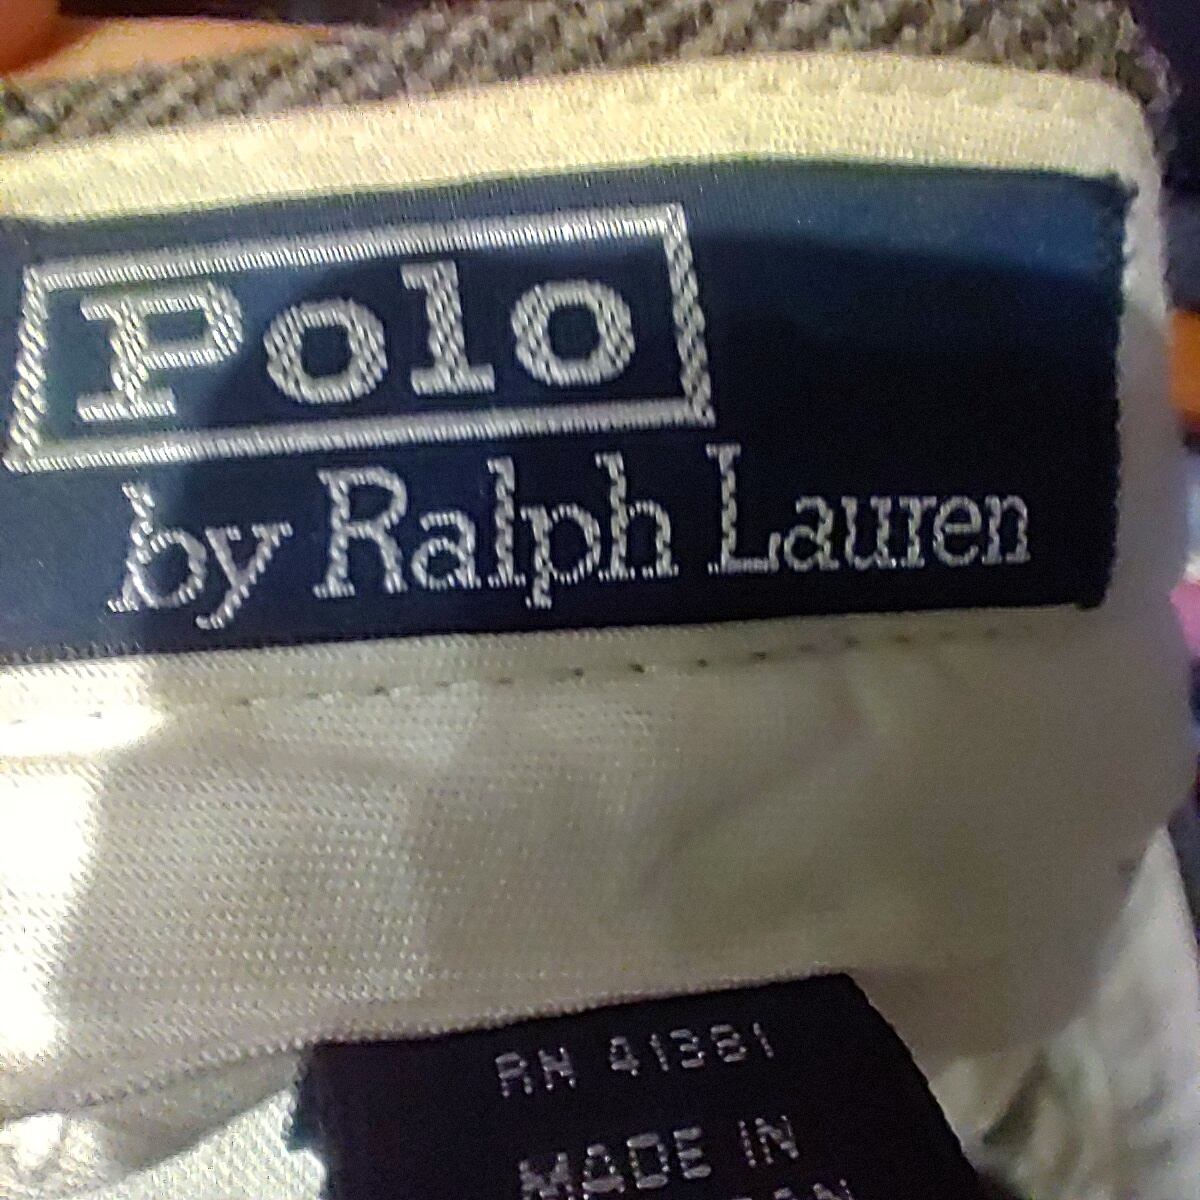 Polo
by Ralph Lauren
RN 41381
MADE IN